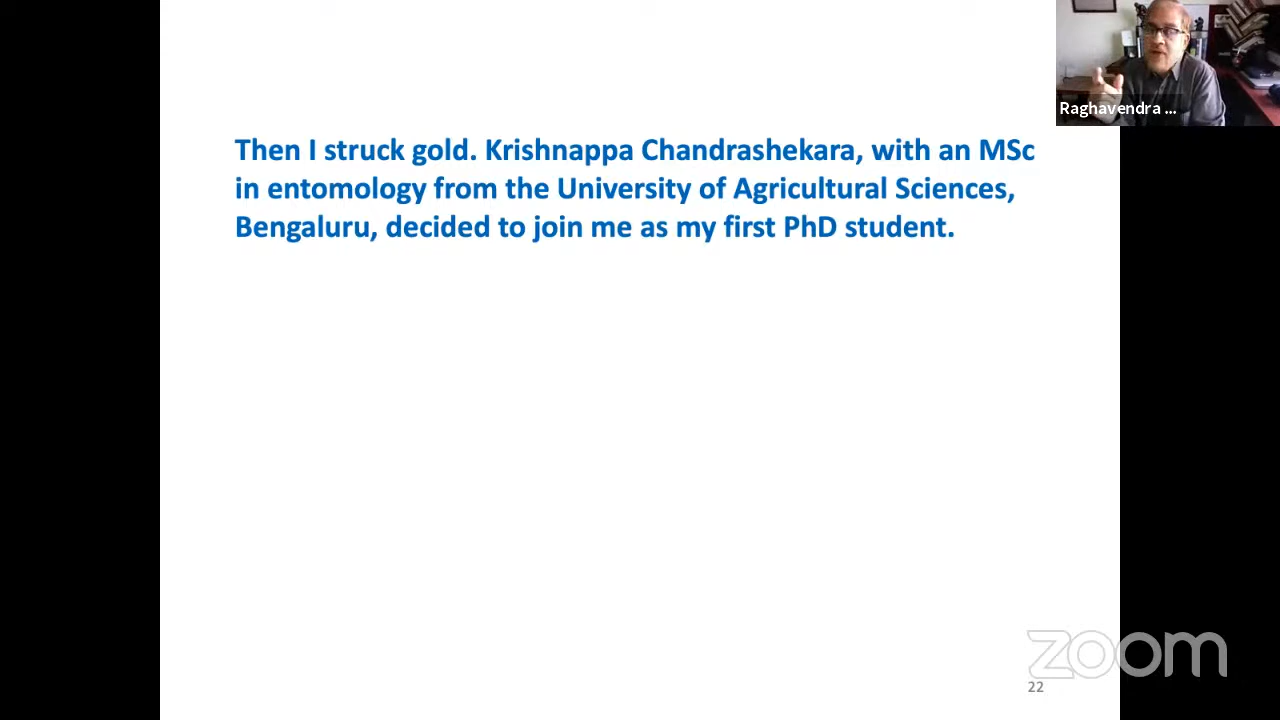 Raghavendra ...
Then I struck gold. Krishnappa Chandrashekara, with an MSc
in entomology from the University of Agricultural Sciences,
Bengaluru, decided to join me as my first PhD student.
zoom
22